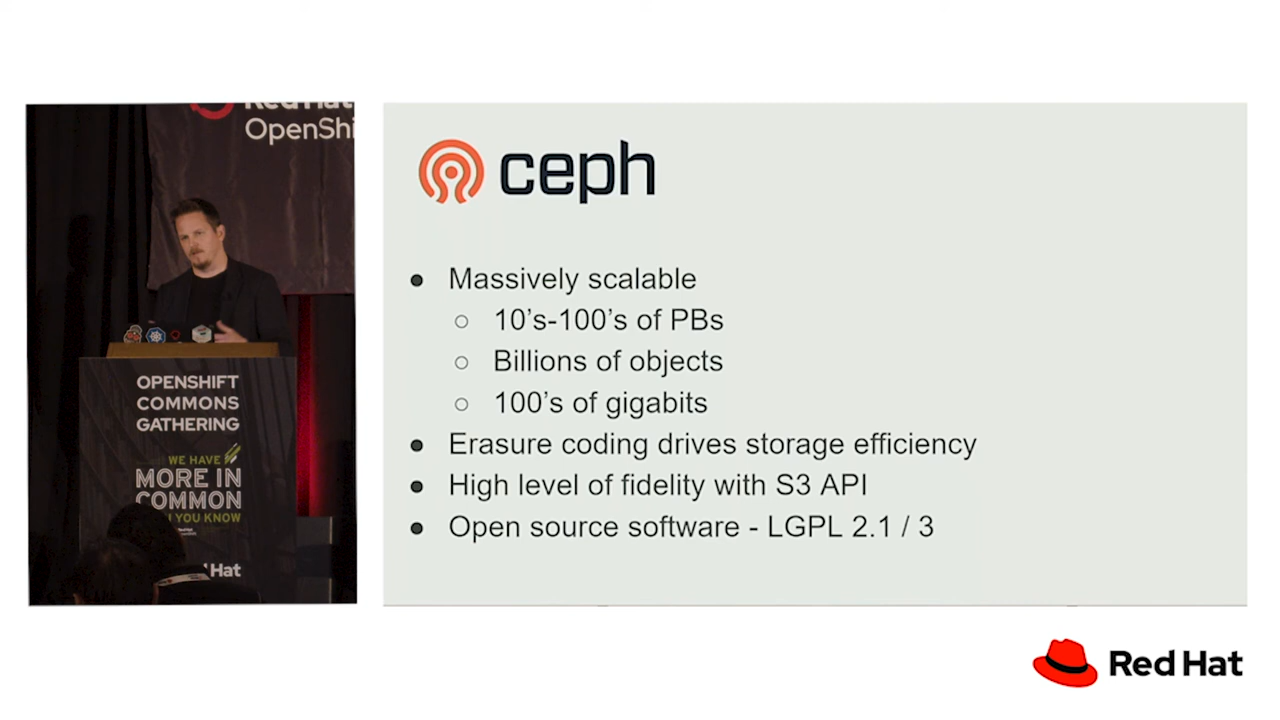 Red Hat
OpenShi
OPENSHIFT
COMMONS
GATHERING
WE HAVE
MORE IN
COMMON
YOU KNOW
Hat
ceph
● Massively scalable
○ 10's-100's of PBs
○ Billions of objects
○ 100's of gigabits
● Erasure coding drives storage efficiency
● High level of fidelity with S3 API
● Open source software - LGPL 2.1 / 3
Red Hat